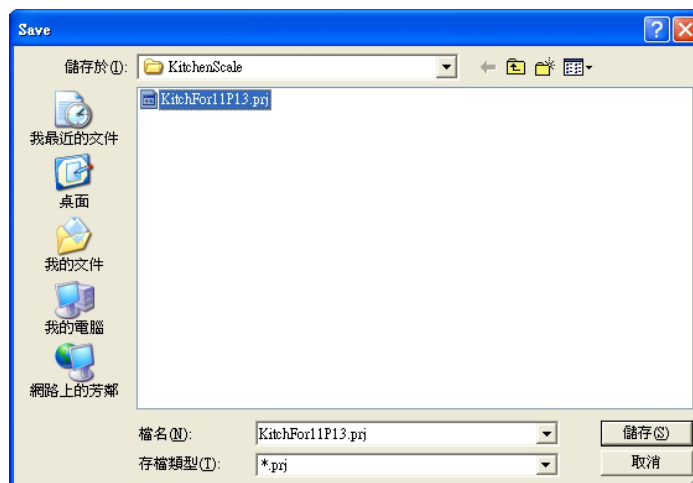 Save
儲存於(I): KitchenScale
KitchFor11P13.prj
我最近的文件
桌面
我的文件
我的電腦
網路上的芳鄰
檔名(N): KitchFor11P13.prj 儲存(S)
存檔類型(T): *.prj 取消